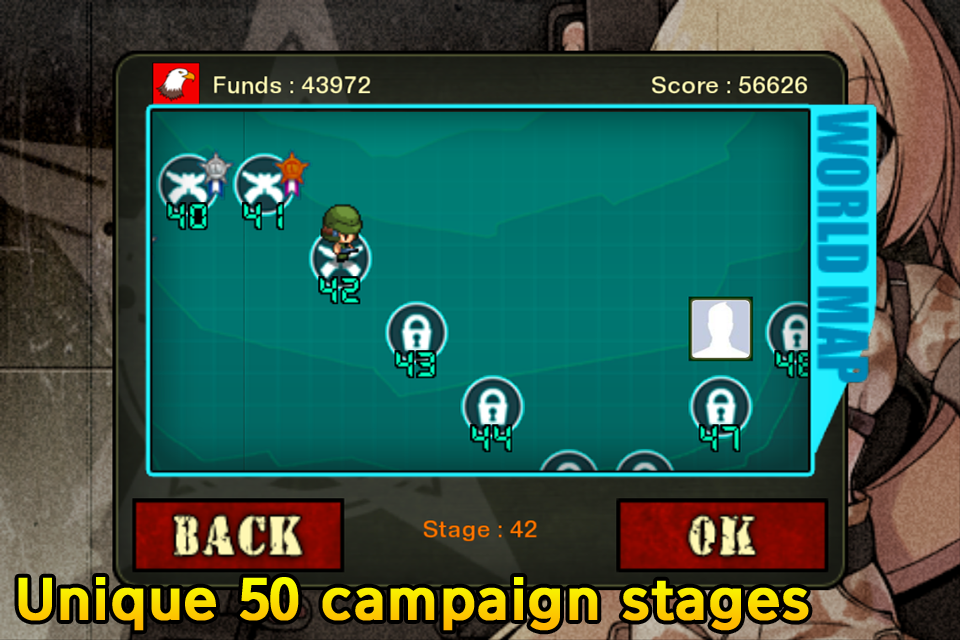 Funds : 43972
Score : 56626
WORLD MAP
40
41
42
43
48
44
47
BACK
Stage : 42
OK
Unique 50 campaign stages